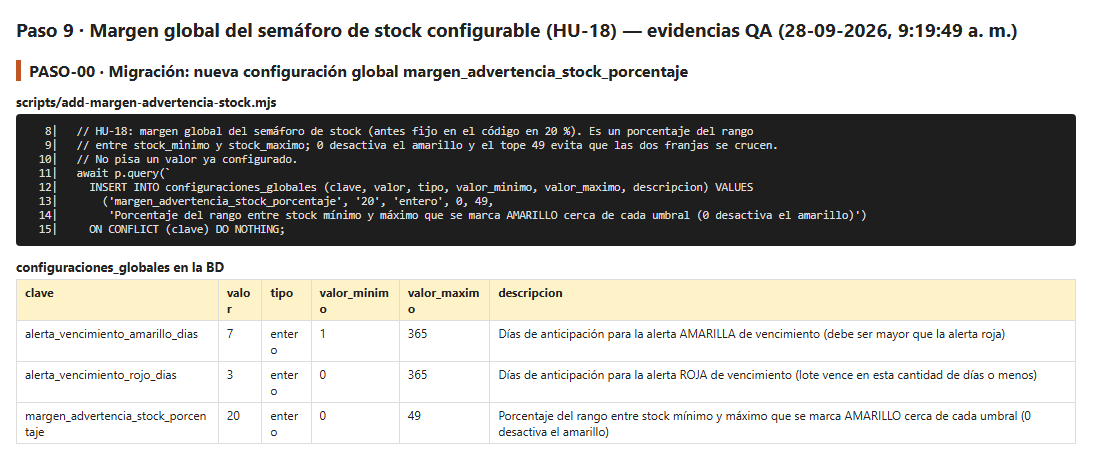 Paso 9 · Margen global del semáforo de stock configurable (HU-18) — evidencias QA (28-09-2026, 9:19:49 a. m.)
PASO-00 · Migración: nueva configuración global margen_advertencia_stock_porcentaje
scripts/add-margen-advertencia-stock.mjs
8| // HU-18: margen global del semáforo de stock (antes fijo en el código en 20 %). Es un porcentaje del rango
9| // entre stock_minimo y stock_maximo; 0 desactiva el amarillo y el tope 49 evita que las dos franjas se crucen.
10| // No pisa un valor ya configurado.
11| await p.query(`
12| INSERT INTO configuraciones_globales (clave, valor, tipo, valor_minimo, valor_maximo, descripcion) VALUES
13| ('margen_advertencia_stock_porcentaje', '20', 'entero', 0, 49,
14| 'Porcentaje del rango entre stock mínimo y máximo que se marca AMARILLO cerca de cada umbral (0 desactiva el amarillo)')
15| ON CONFLICT (clave) DO NOTHING;
configuraciones_globales en la BD
clave valo tipo valor_minim valor_maxim descripcion
r o o
alerta_vencimiento_amarillo_dias 7 enter 1 365 Días de anticipación para la alerta AMARILLA de vencimiento (debe ser mayor que la alerta roja)
o
alerta_vencimiento_rojo_dias 3 enter 0 365 Días de anticipación para la alerta ROJA de vencimiento (lote vence en esta cantidad de días o menos)
o
margen_advertencia_stock_porcen 20 enter 0 49 Porcentaje del rango entre stock mínimo y máximo que se marca AMARILLO cerca de cada umbral (0
taje o desactiva el amarillo)